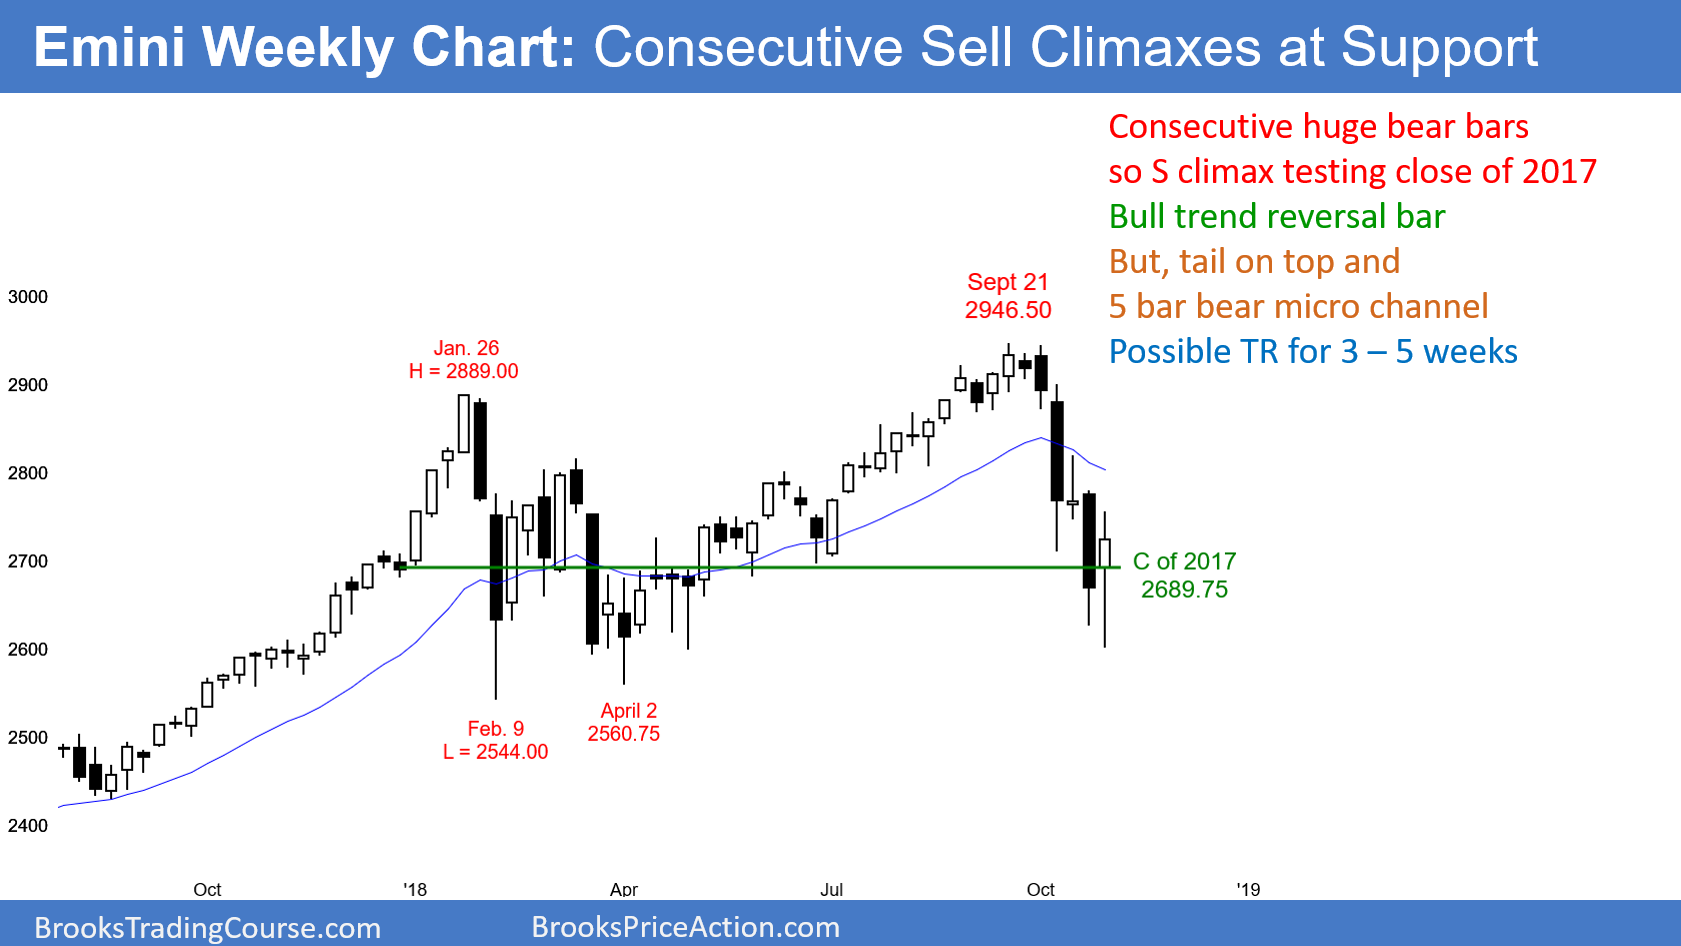 Emini Weekly Chart: Consecutive Sell Climaxes at Support
Consecutive huge bear bars
so S climax testing close of 2017
Bull trend reversal bar
But, tail on top and
5 bar bear micro channel
Possible TR for 3 – 5 weeks
Sept 21
2946.50
Jan. 26
H = 2889.00
3000
2900
2800
2700
2600
2500
2400
C of 2017
2689.75
April 2
2560.75
Feb. 9
L = 2544.00
Oct
'18
Apr
Jul
Oct
'19
BrooksTradingCourse.com
BrooksPriceAction.com